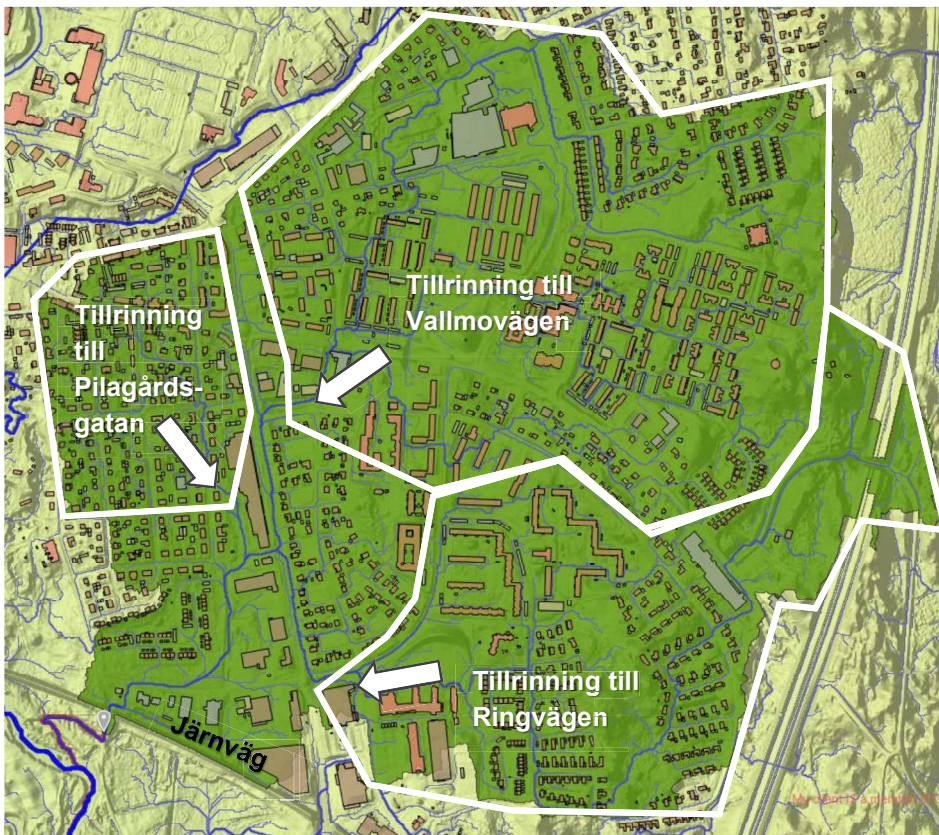 Tillrinning till
Vallmovägen
Tillrinning
till
Pilagårds-
gatan
Tillrinning till
Ringvägen
Järnväg